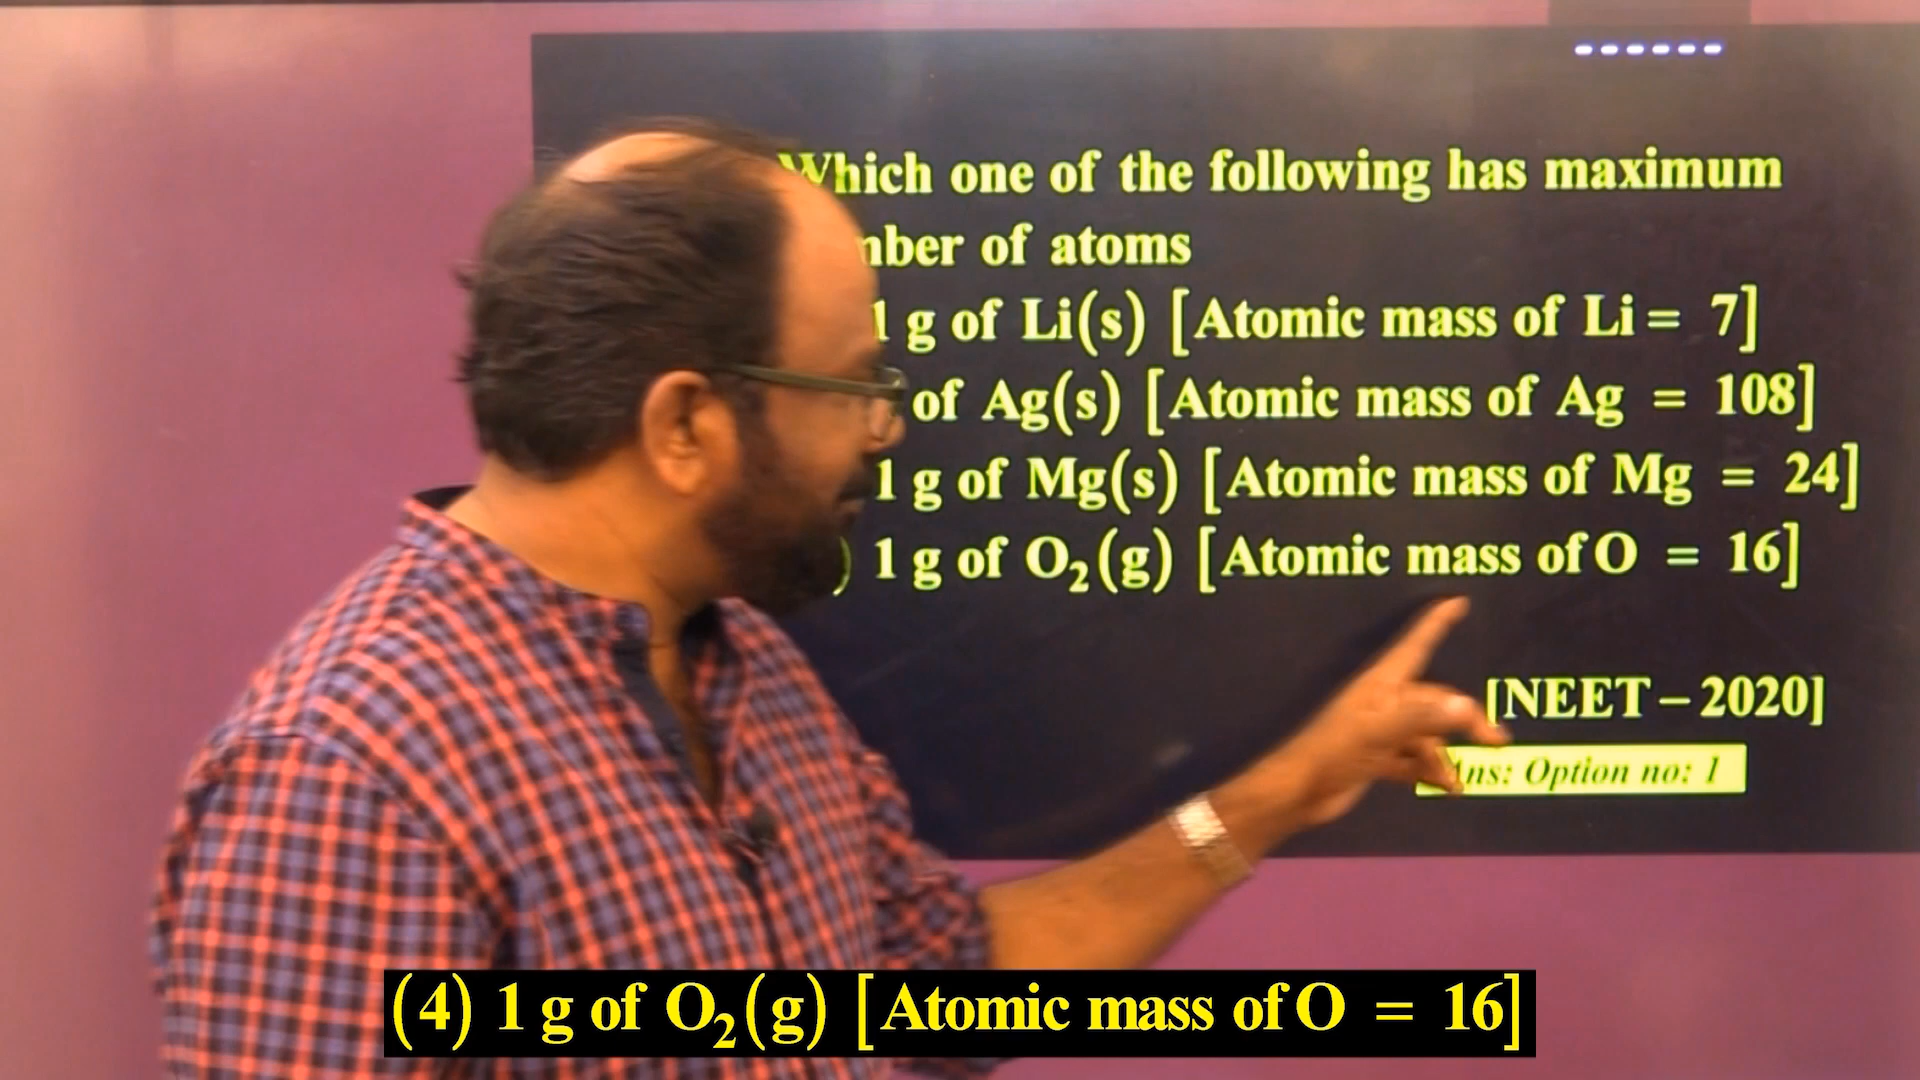 Which one of the following has maximum
of atoms
1 g of Li(s) [Atomic mass of Li = 7]
of Ag(s) [Atomic mass of Ag = 108]
1 g of Mg(s) [Atomic mass of Mg = 24]
) 1 g of O₂(g) [Atomic mass of O = 16]
[NEET – 2020]
Ans: Option no: 1
(4) 1 g of O₂(g) [Atomic mass of O = 16]